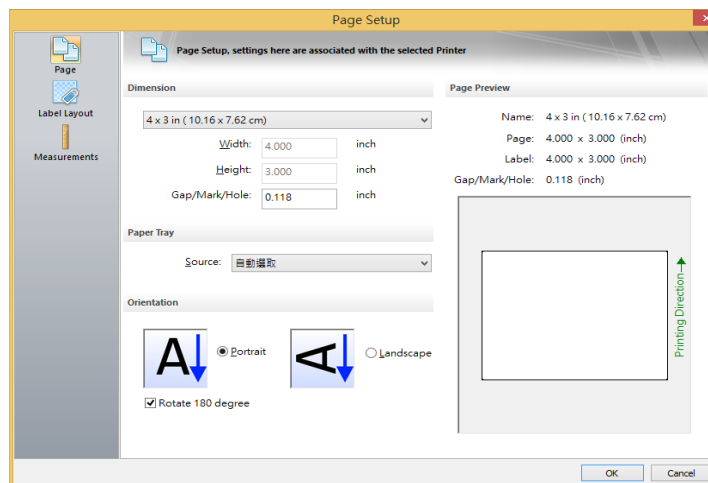 Page Setup
Page
Label Layout
Measurements
Page Setup, settings here are associated with the selected Printer
Dimension
4 x 3 in ( 10.16 x 7.62 cm)
Width: 4.000 inch
Height: 3.000 inch
Gap/Mark/Hole: 0.118 inch
Paper Tray
Source: 自動選取
Orientation
A Portrait A Landscape
Rotate 180 degree
Page Preview
Name: 4 x 3 in ( 10.16 x 7.62 cm)
Page: 4.000 x 3.000 (inch)
Label: 4.000 x 3.000 (inch)
Gap/Mark/Hole: 0.118 (inch)
Printing Direction
OK Cancel